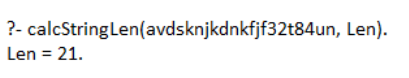 ?- calcStringLen(avdsknjkdnkfjf32t84un, Len).
Len = 21.